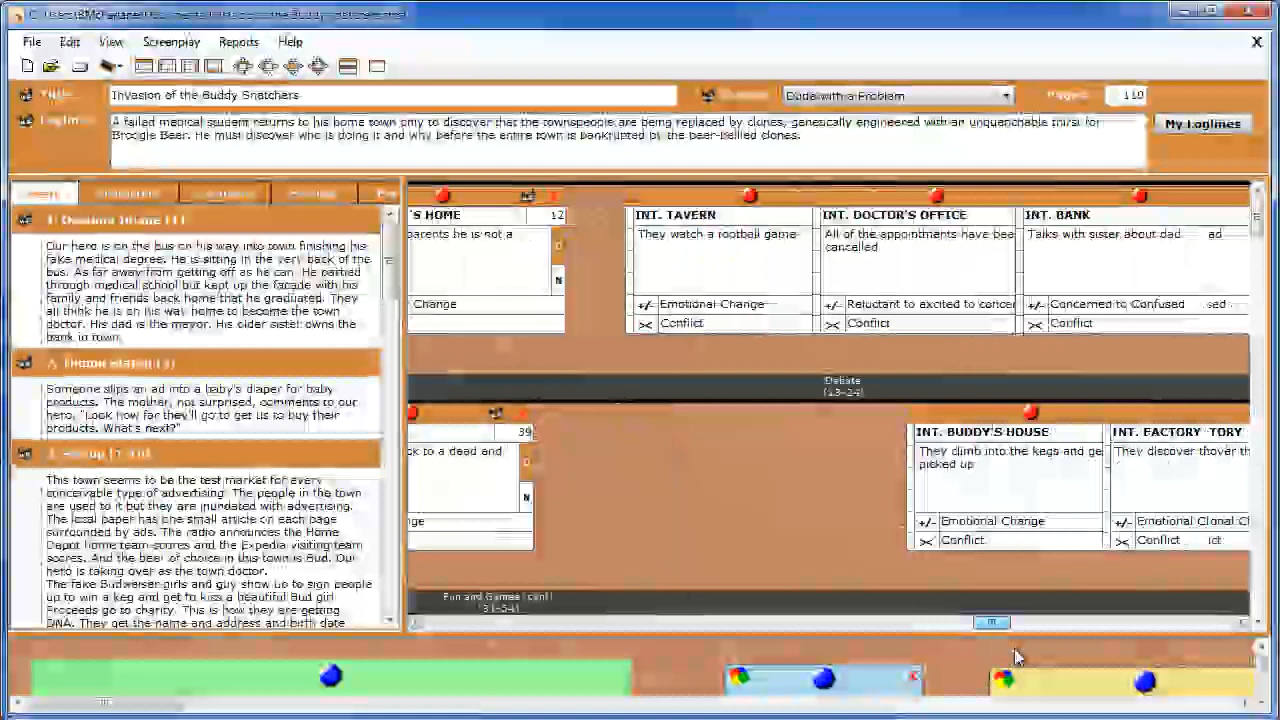 File Edit View Screenplay Reports Help
X
Title:
Invasion of the Buddy Snatchers
Dude with a Problem
Pages:
110
Logline:
A failed medical student returns to his home town only to discover that the townspeople are being replaced by clones, genetically engineered with an unquenchable thirst for
Broogie Beer. He must discover who is doing it and why before the entire town is bankrupted by the beer-bellied clones.
My Loglines
Our hero is on the bus on his way into town finishing his
fake medical degree. He is sitting in the very back of the
bus. As far away from getting off as he can. He partied
through medical school but kept up the facade with his
family and friends back home that he graduated. They
all think he is on his way home to become the town
doctor. His dad is the mayor. His older sister owns the
bank in town.
Someone slips an ad into a baby's diaper for baby
products. The mother, not surprised, comments to our
hero, "Look how far they'll go to get us to buy their
products. What's next?"
This town seems to be the test market for every
conceivable type of advertising. The people in the town
are used to it but they are inundated with advertising.
The local paper has one small article on each page
surrounded by ads. The radio announces the Home
Depot home team scores and the Expedia visiting team
scores. And the beer of choice in this town is Bud. Our
hero is taking over as the town doctor.
The fake Budweiser girls and guy show up to sign people
up to win a keg and get to kiss a beautiful Bud girl
Proceeds go to charity. This is how they are getting
DNA. They get the name and address and birth date
'S HOME 12
parents he is not a
N
Change
INT. TAVERN
They watch a football game
+/- Emotional Change
>< Conflict
INT. DOCTOR'S OFFICE
All of the appointments have bee
cancelled
+/- Reluctant to excited to concer
>< Conflict
INT. BANK
Talks with sister about dad ad
+/- Concerned to Confused sed
>< Conflict
Debate
(13-24)
39
ck to a dead and
N
nge
INT. BUDDY'S HOUSE
They climb into the kegs and ge
picked up
+/- Emotional Change
>< Conflict
INT. FACTORY TORY
They discover
+/- Emotional
>< Conflict ict
Fun and Games (cont)
(31-54)